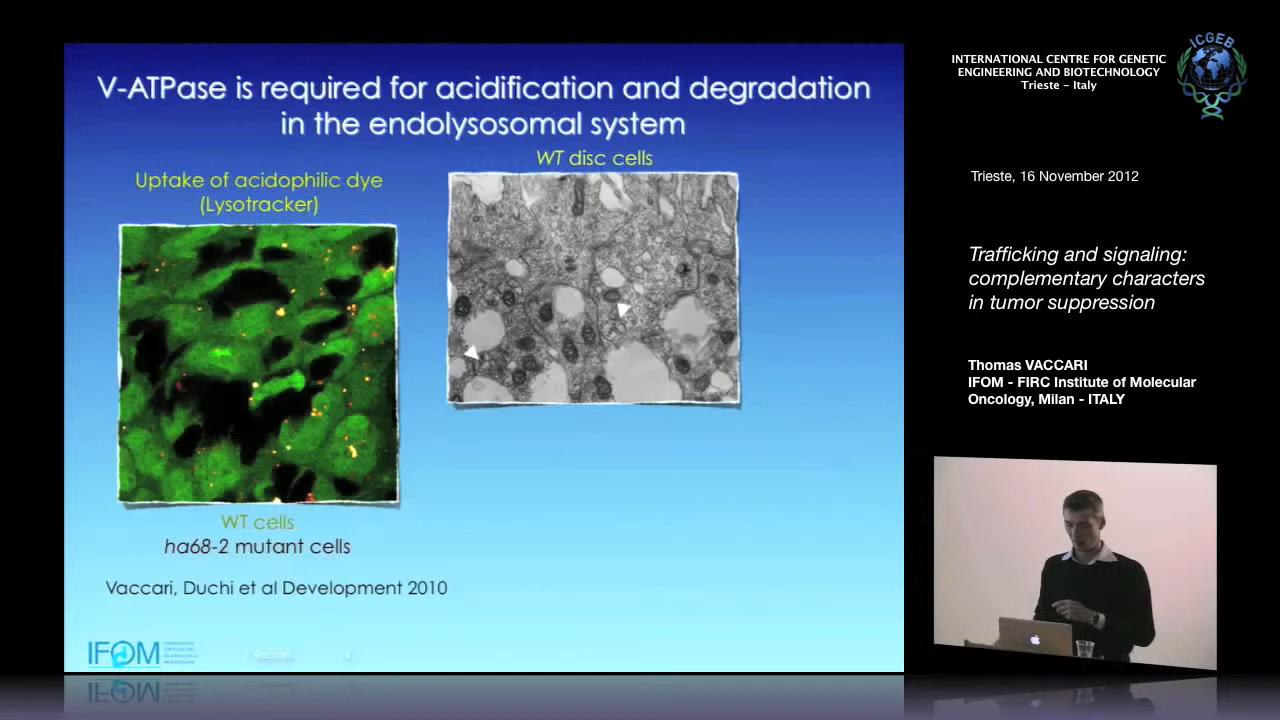 V-ATPase is required for acidification and degradation
in the endolysosomal system
WT disc cells
Uptake of acidophilic dye
(Lysotracker)
WT cells
ha68-2 mutant cells
Vaccari, Duchi et al Development 2010
IFOM
Vaccari
ICGEB
INTERNATIONAL CENTRE FOR GENETIC
ENGINEERING AND BIOTECHNOLOGY
Trieste - Italy
Trieste, 16 November 2012
Trafficking and signaling:
complementary characters
in tumor suppression
Thomas VACCARI
IFOM - FIRC Institute of Molecular
Oncology, Milan - ITALY